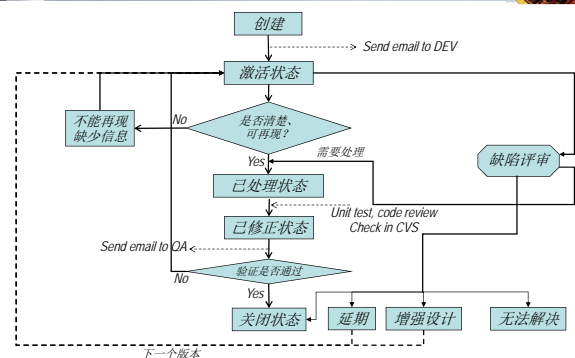 创建
Send email to DEV
激活状态
不能再现
缺少信息
No
是否清楚、
可再现?
需要处理
缺陷评审
Yes
已处理状态
Unit test, code review
Check in CVS
已修正状态
Send email to QA
验证是否通过
No
Yes
关闭状态
延期
增强设计
无法解决
下一个版本